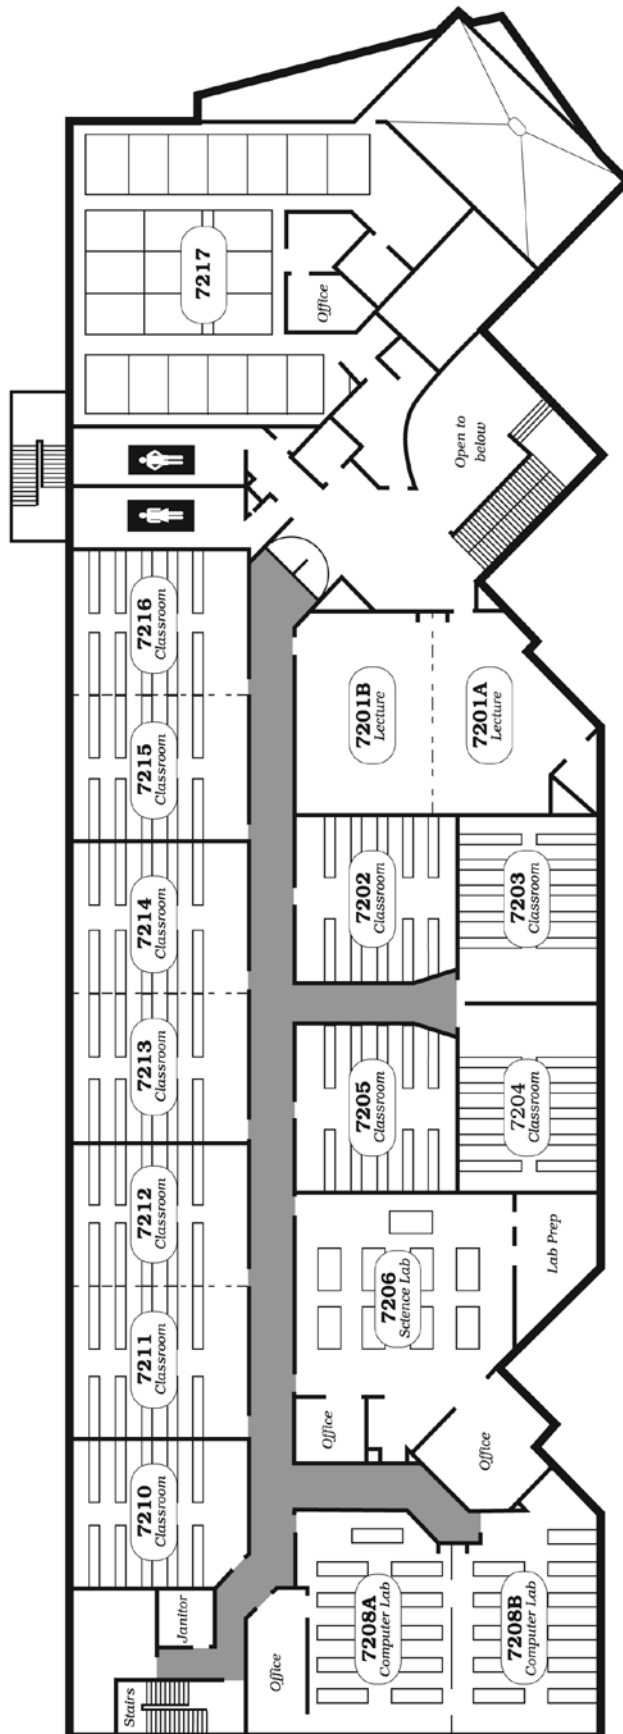 7217
Office
Open to
below
7216
Classroom
7215
Classroom
7201B
Lecture
7201A
Lecture
7214
Classroom
7213
Classroom
7202
Classroom
7203
Classroom
7205
Classroom
7204
Classroom
7212
Classroom
7211
Classroom
7206
Science Lab
Lab Prep
7210
Classroom
Office
Office
Janitor
Stairs
Office
7208A
Computer Lab
7208B
Computer Lab